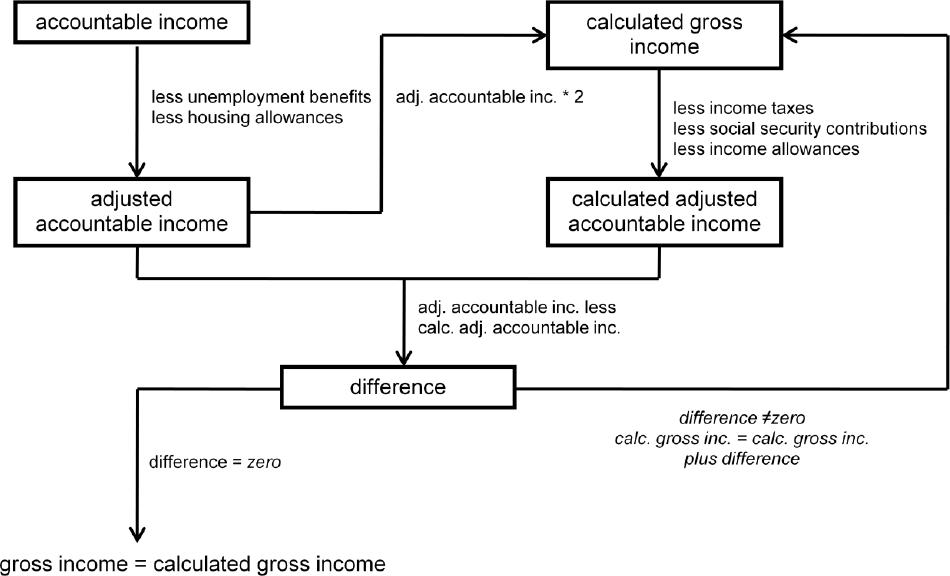 accountable income
calculated gross
income
less unemployment benefits
less housing allowances
adj. accountable inc. * 2
less income taxes
less social security contributions
less income allowances
adjusted
accountable income
calculated adjusted
accountable income
adj. accountable inc. less
calc. adj. accountable inc.
difference
difference ≠zero
calc. gross inc. = calc. gross inc.
plus difference
difference = zero
gross income = calculated gross income